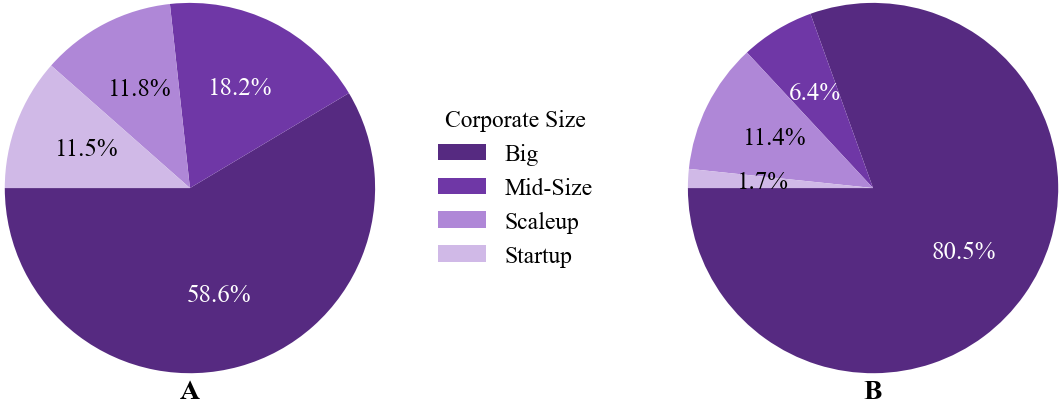 11.8%
18.2%
11.5%
58.6%
A
Corporate Size
Big
Mid-Size
Scaleup
Startup
6.4%
11.4%
1.7%
80.5%
B